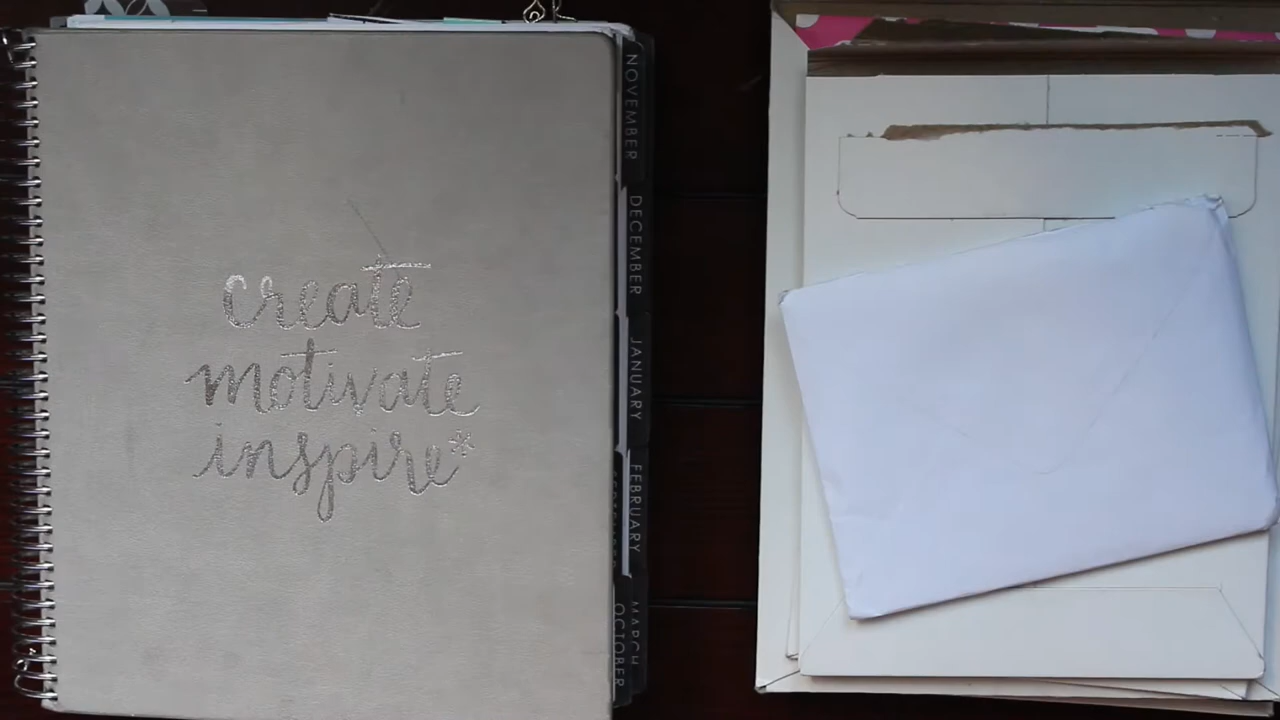 create
motivate
inspire*
NOVEMBER
DECEMBER
JANUARY
FEBRUARY
MARCH
OCTOBER